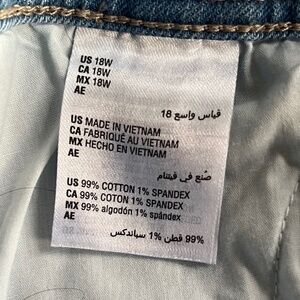 US 18W
CA 18W
MX 18W
AE
قياس واسع 18
US MADE IN VIETNAM
CA FABRIQUÉ AU VIETNAM
MX HECHO EN VIETNAM
AE
صُنع في فيتنام
US 99% COTTON 1% SPANDEX
CA 99% COTON 1% SPANDEX
MX 99% algodón 1% spándex
AE
99% قطن 1% سباندكس